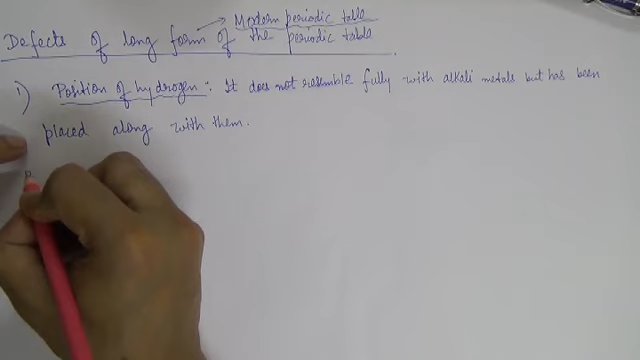 Modern periodic table
Defects of long form of the periodic table
1) Position of hydrogen:- It does not resemble fully with alkali metals but has been
placed along with them.